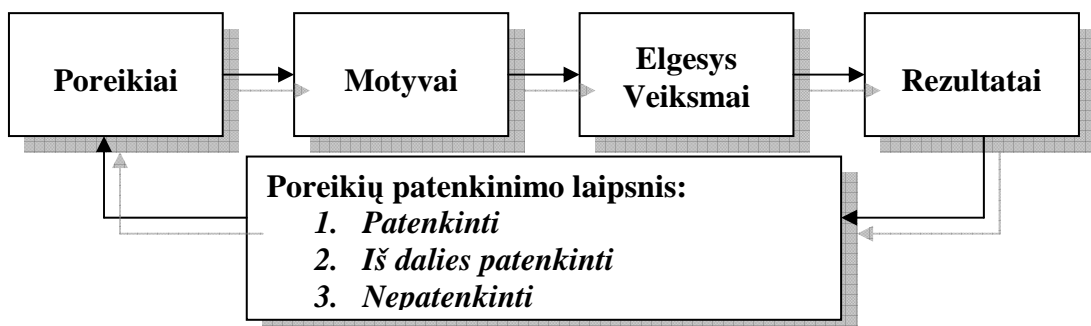 Poreikiai
Motyvai
Elgesys
Veiksmai
Rezultatai
Poreikių patenkinimo laipsnis:
1. Patenkinti
2. Iš dalies patenkinti
3. Nepatenkinti